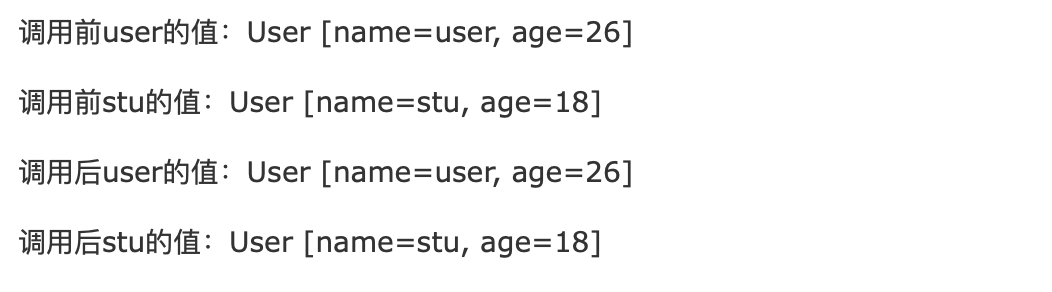 调用前user的值：User [name=user, age=26]
调用前stu的值：User [name=stu, age=18]
调用后user的值：User [name=user, age=26]
调用后stu的值：User [name=stu, age=18]